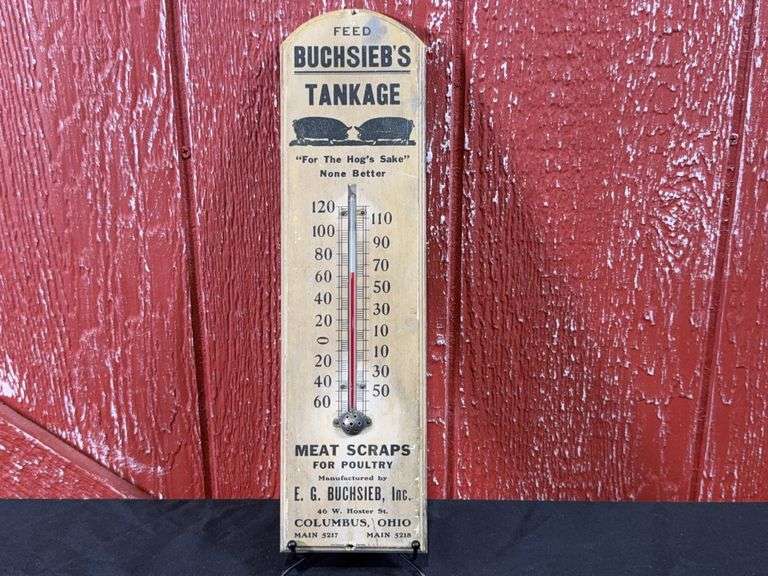 FEED
BUCHSIEB'S
TANKAGE
"For The Hog's Sake"
None Better
120
110
100
90
80
70
60
50
40
30
20
10
0
10
20
30
40
50
60
MEAT SCRAPS
FOR POULTRY
Manufactured by
E. G. BUCHSIEB, Inc.
46 W. Hoster St.
COLUMBUS, OHIO
MAIN 5217 MAIN 5218